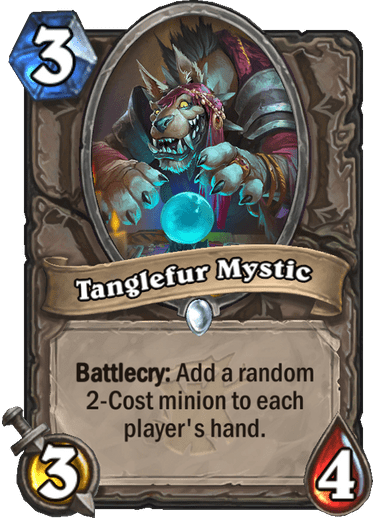 3
Tanglefur Mystic
Battlecry: Add a random
2-Cost minion to each
player's hand.
3
4